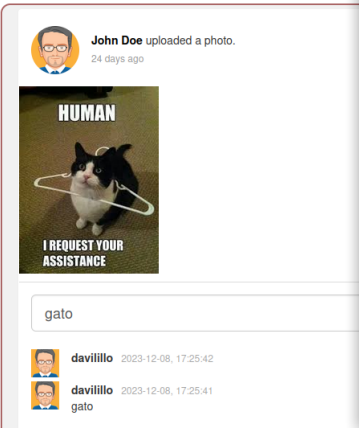 John Doe uploaded a photo.
24 days ago
HUMAN
I REQUEST YOUR
ASSISTANCE
gato
davilillo 2023-12-08, 17:25:42
davilillo 2023-12-08, 17:25:41
gato